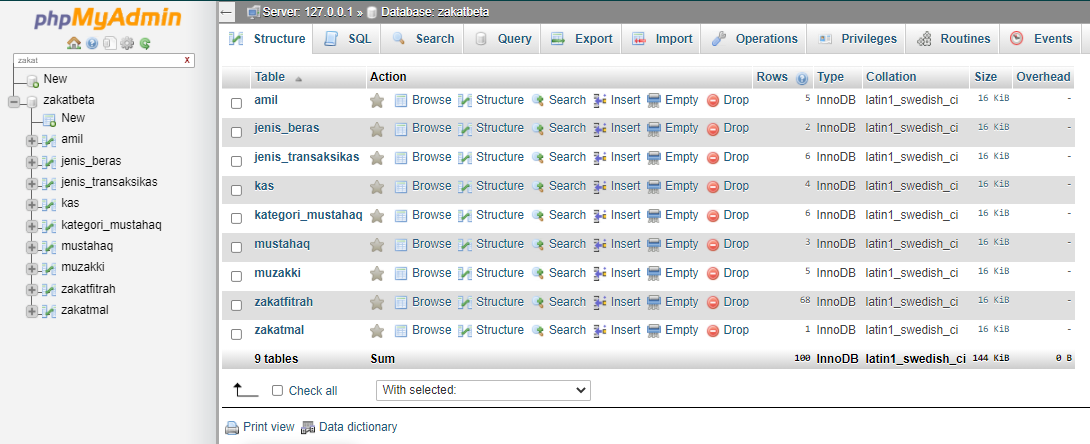 phpMyAdmin
zakat X
New
zakatbeta
New
amil
jenis_beras
jenis_transaksikas
kas
kategori_mustahaq
mustahaq
muzakki
zakatfitrah
zakatmal
Server: 127.0.0.1 » Database: zakatbeta
Structure SQL Search Query Export Import Operations Privileges Routines Events
Table Action Rows Type Collation Size Overhead
amil Browse Structure Search Insert Empty Drop 5 InnoDB latin1_swedish_ci 16 KiB -
jenis_beras Browse Structure Search Insert Empty Drop 2 InnoDB latin1_swedish_ci 16 KiB -
jenis_transaksikas Browse Structure Search Insert Empty Drop 6 InnoDB latin1_swedish_ci 16 KiB -
kas Browse Structure Search Insert Empty Drop 4 InnoDB latin1_swedish_ci 16 KiB -
kategori_mustahaq Browse Structure Search Insert Empty Drop 6 InnoDB latin1_swedish_ci 16 KiB -
mustahaq Browse Structure Search Insert Empty Drop 3 InnoDB latin1_swedish_ci 16 KiB -
muzakki Browse Structure Search Insert Empty Drop 5 InnoDB latin1_swedish_ci 16 KiB -
zakatfitrah Browse Structure Search Insert Empty Drop 68 InnoDB latin1_swedish_ci 16 KiB -
zakatmal Browse Structure Search Insert Empty Drop 1 InnoDB latin1_swedish_ci 16 KiB -
9 tables Sum 100 InnoDB latin1_swedish_ci 144 KiB 0 B
Check all With selected:
Print view Data dictionary